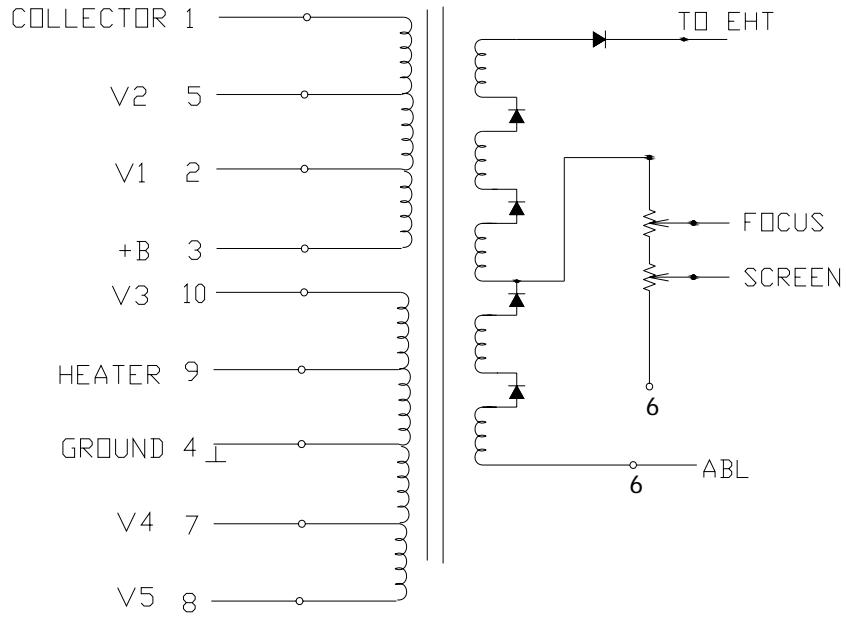 COLLECTOR 1
TO EHT
V2 5
V1 2
FOCUS
+B 3
SCREEN
V3 10
HEATER 9
6
GROUND 4
ABL
6
V4 7
V5 8